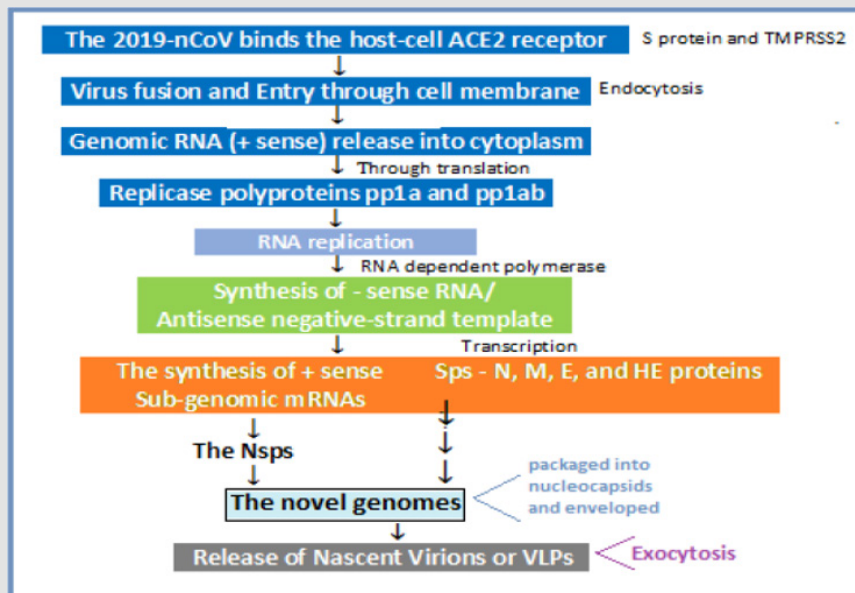 The 2019-nCoV binds the host-cell ACE2 receptor
S protein and TMPRSS2
Virus fusion and Entry through cell membrane
Endocytosis
Genomic RNA (+ sense) release into cytoplasm
Through translation
Replicase polyproteins pp1a and pp1ab
RNA replication
RNA dependent polymerase
Synthesis of - sense RNA/
Antisense negative-strand template
Transcription
The synthesis of + sense
Sub-genomic mRNAs
Sps - N, M, E, and HE proteins
The Nsps
The novel genomes
packaged into
nucleocapsids
and enveloped
Release of Nascent Virions or VLPs
Exocytosis